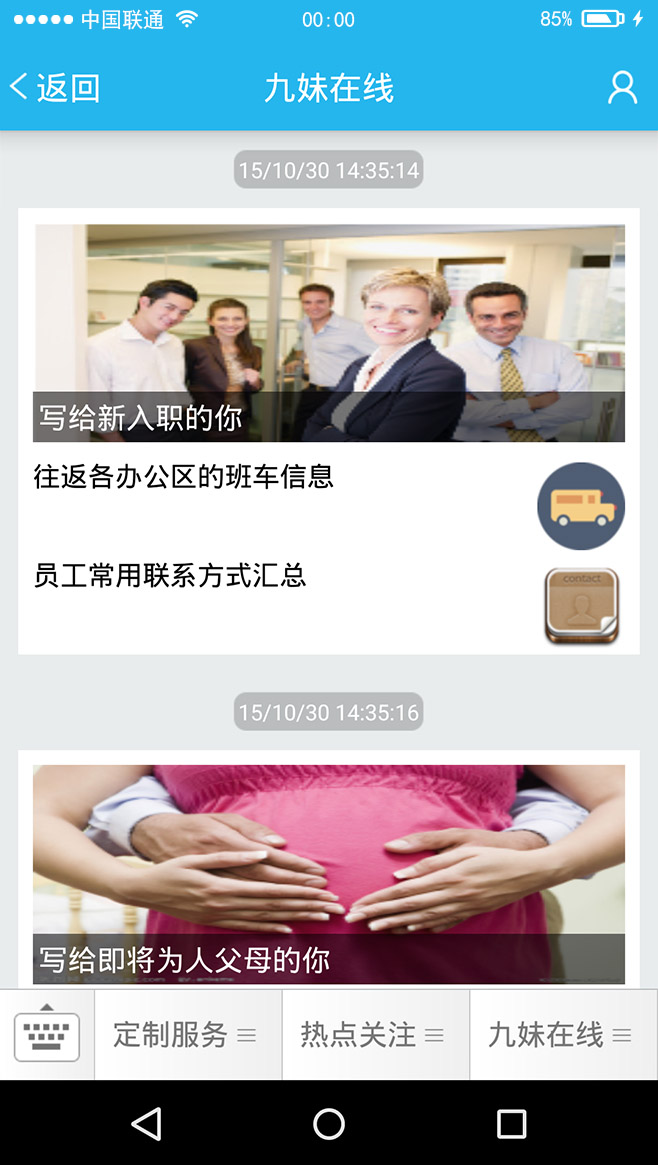 中国联通
00:00
85%
返回
九妹在线
15/10/30 14:35:14
写给新入职的你
往返各办公区的班车信息
员工常用联系方式汇总
contact
15/10/30 14:35:16
写给即将为人父母的你
定制服务
热点关注
九妹在线